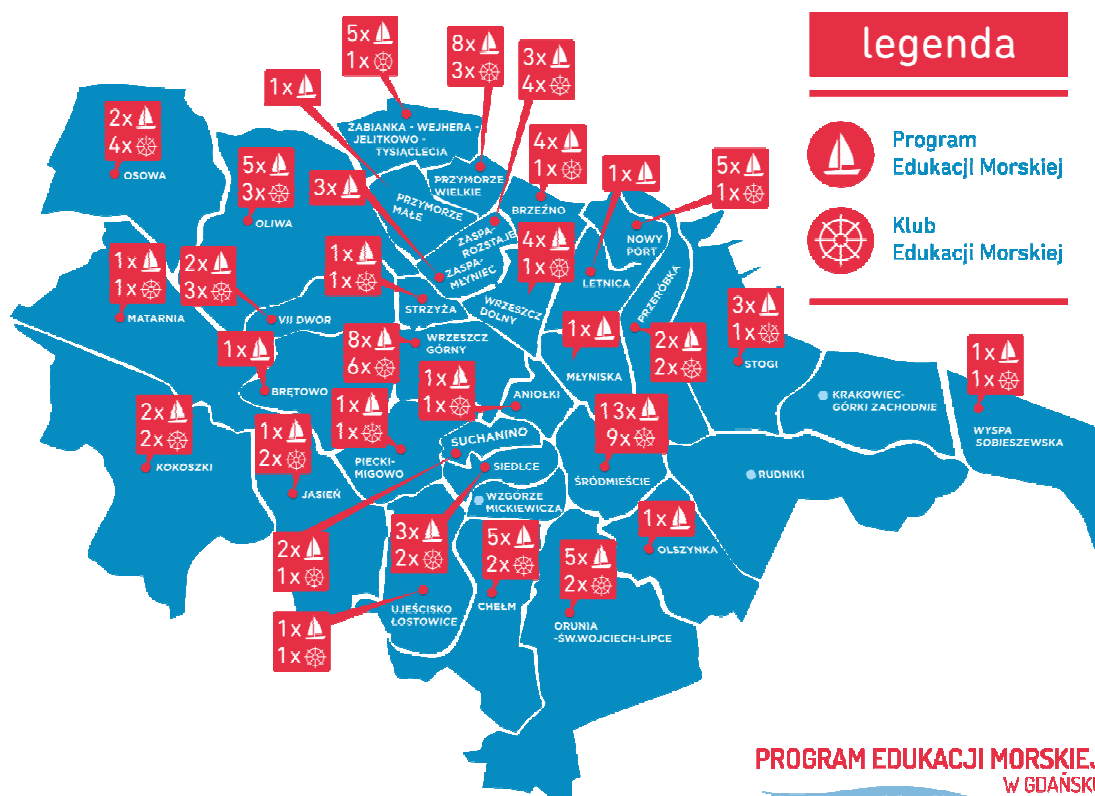 legenda
Program
Edukacji Morskiej
Klub
Edukacji Morskiej
5x
1x
8x
3x
3x
4x
1x
2x
4x
OSOWA
ŻABIANKA - WEJHERA -
JELITKOWO -
TYSIĄCLECIA
5x
3x
OLIWA
3x
PRZYMORZE
WIELKIE
PRZYMORZE
MAŁE
4x
1x
BRZEŹNO
1x
5x
1x
NOWY
PORT
ZASPA-
ROZSTAJE
ZASPA-
MŁYNIEC
4x
1x
LETNICA
PRZERÓBKA
1x
1x
MATARNIA
2x
3x
VII DWÓR
1x
1x
STRZYŻA
WRZESZCZ
DOLNY
3x
1x
STOGI
1x
BRĘTOWO
8x
6x
WRZESZCZ
GÓRNY
1x
MŁYNISKA
2x
2x
1x
1x
WYSPA
SOBIESZEWSKA
KRAKOWIEC-
GÓRKI ZACHODNIE
1x
1x
ANIOŁKI
2x
2x
KOKOSZKI
1x
2x
JASIEŃ
1x
1x
PIECKI-
MIGOWO
SUCHANINO
SIEDLCE
13x
9x
ŚRÓDMIEŚCIE
RUDNIKI
WZGÓRZE
MICKIEWICZA
2x
1x
3x
2x
5x
2x
CHEŁM
5x
2x
1x
OLSZYNKA
1x
1x
UJEŚCISKO
ŁOSTOWICE
ORUNIA
-ŚW.WOJCIECH-LIPCE
PROGRAM EDUKACJI MORSKIEJ
W GDAŃSK